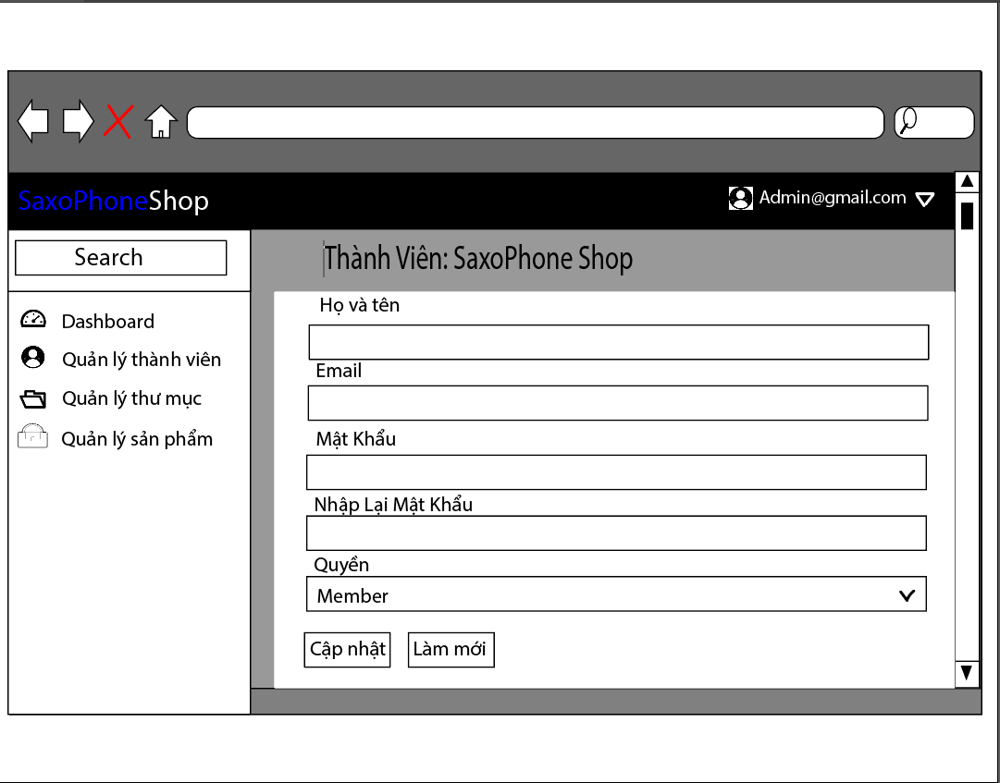 SaxoPhoneShop
Admin@gmail.com
Search
Dashboard
Quản lý thành viên
Quản lý thư mục
Quản lý sản phẩm
Thành Viên: SaxoPhone Shop
Họ và tên
Email
Mật Khẩu
Nhập Lại Mật Khẩu
Quyền
Member
Cập nhật
Làm mới